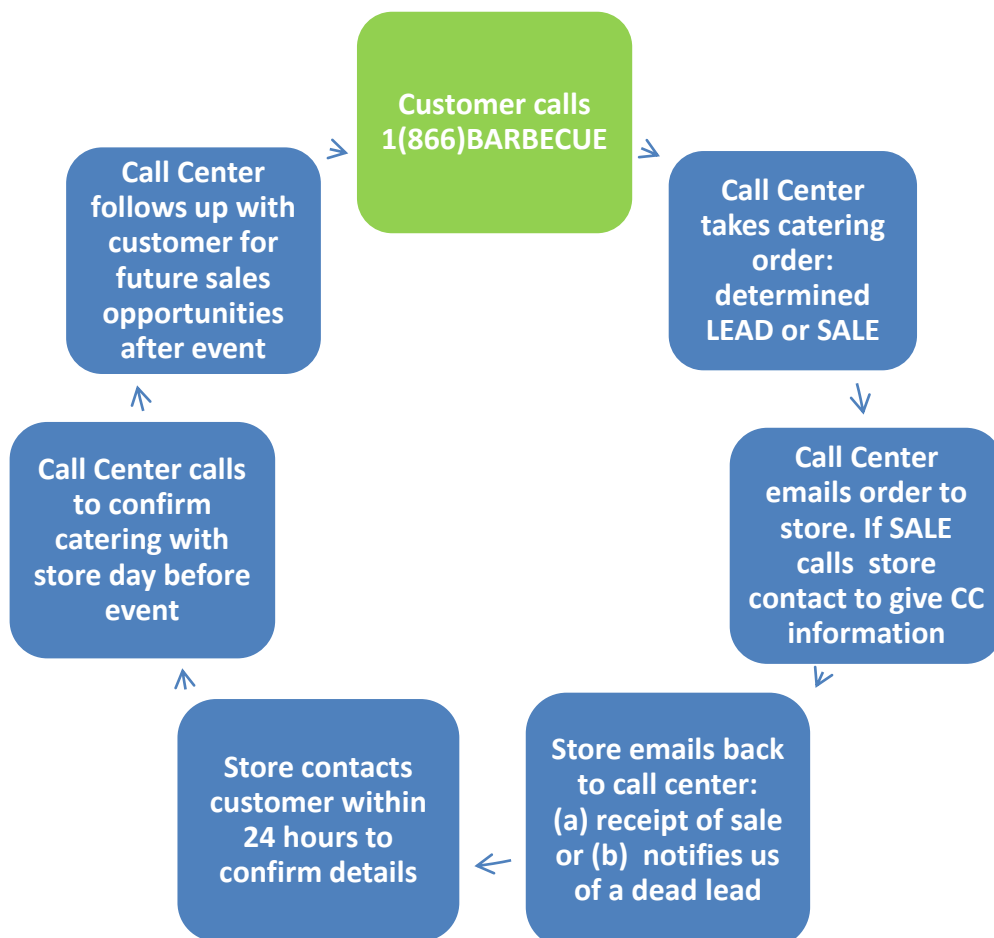 Customer calls
1(866)BARBECUE
Call Center
takes catering
order:
determined
LEAD or SALE
Call Center
emails order to
store. If SALE
calls  store
contact to give CC
information
Store emails back
to call center:
(a) receipt of sale
or (b)  notifies us
of a dead lead
Store contacts
customer within
24 hours to
confirm details
Call Center calls
to confirm
catering with
store day before
event
Call Center
follows up with
customer for
future sales
opportunities
after event